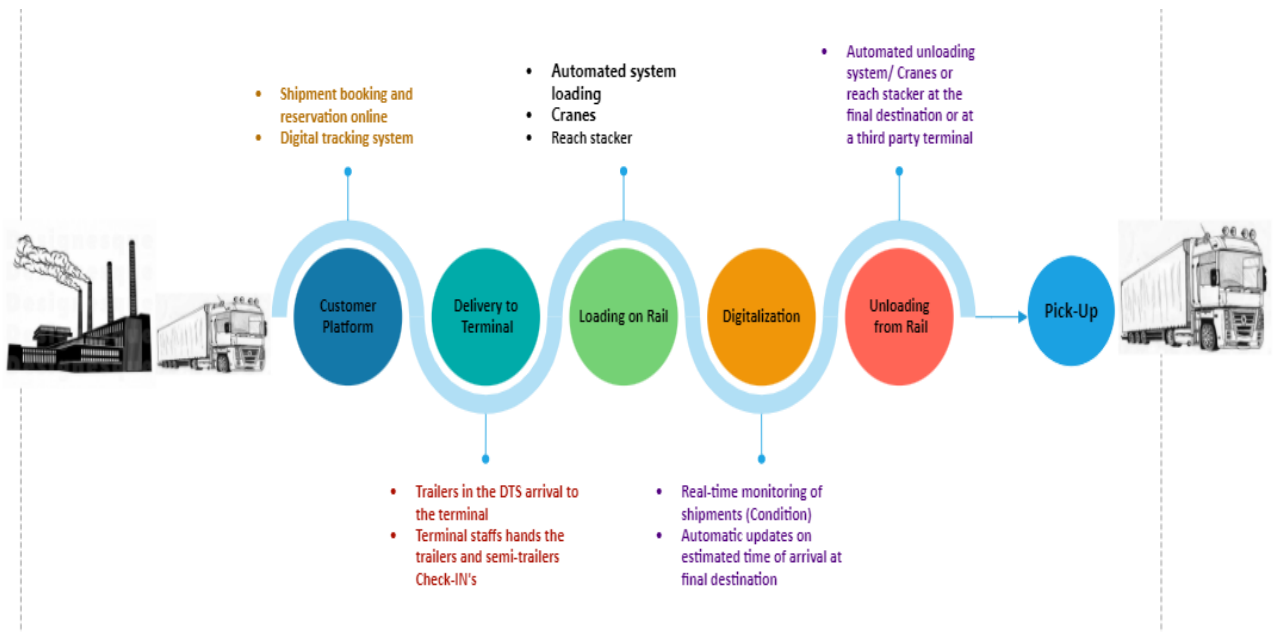 • Shipment booking and
reservation online
• Digital tracking system
• Automated system
loading
• Cranes
• Reach stacker
• Automated unloading
system/ Cranes or
reach stacker at the
final destination or at
a third party terminal
Customer
Platform
Delivery to
Terminal
Loading on Rail
Digitalization
Unloading
from Rail
Pick-Up
• Trailers in the DTS arrival to
the terminal
• Terminal staffs hands the
trailers and semi-trailers
Check-IN's
• Real-time monitoring of
shipments (Condition)
• Automatic updates on
estimated time of arrival at
final destination